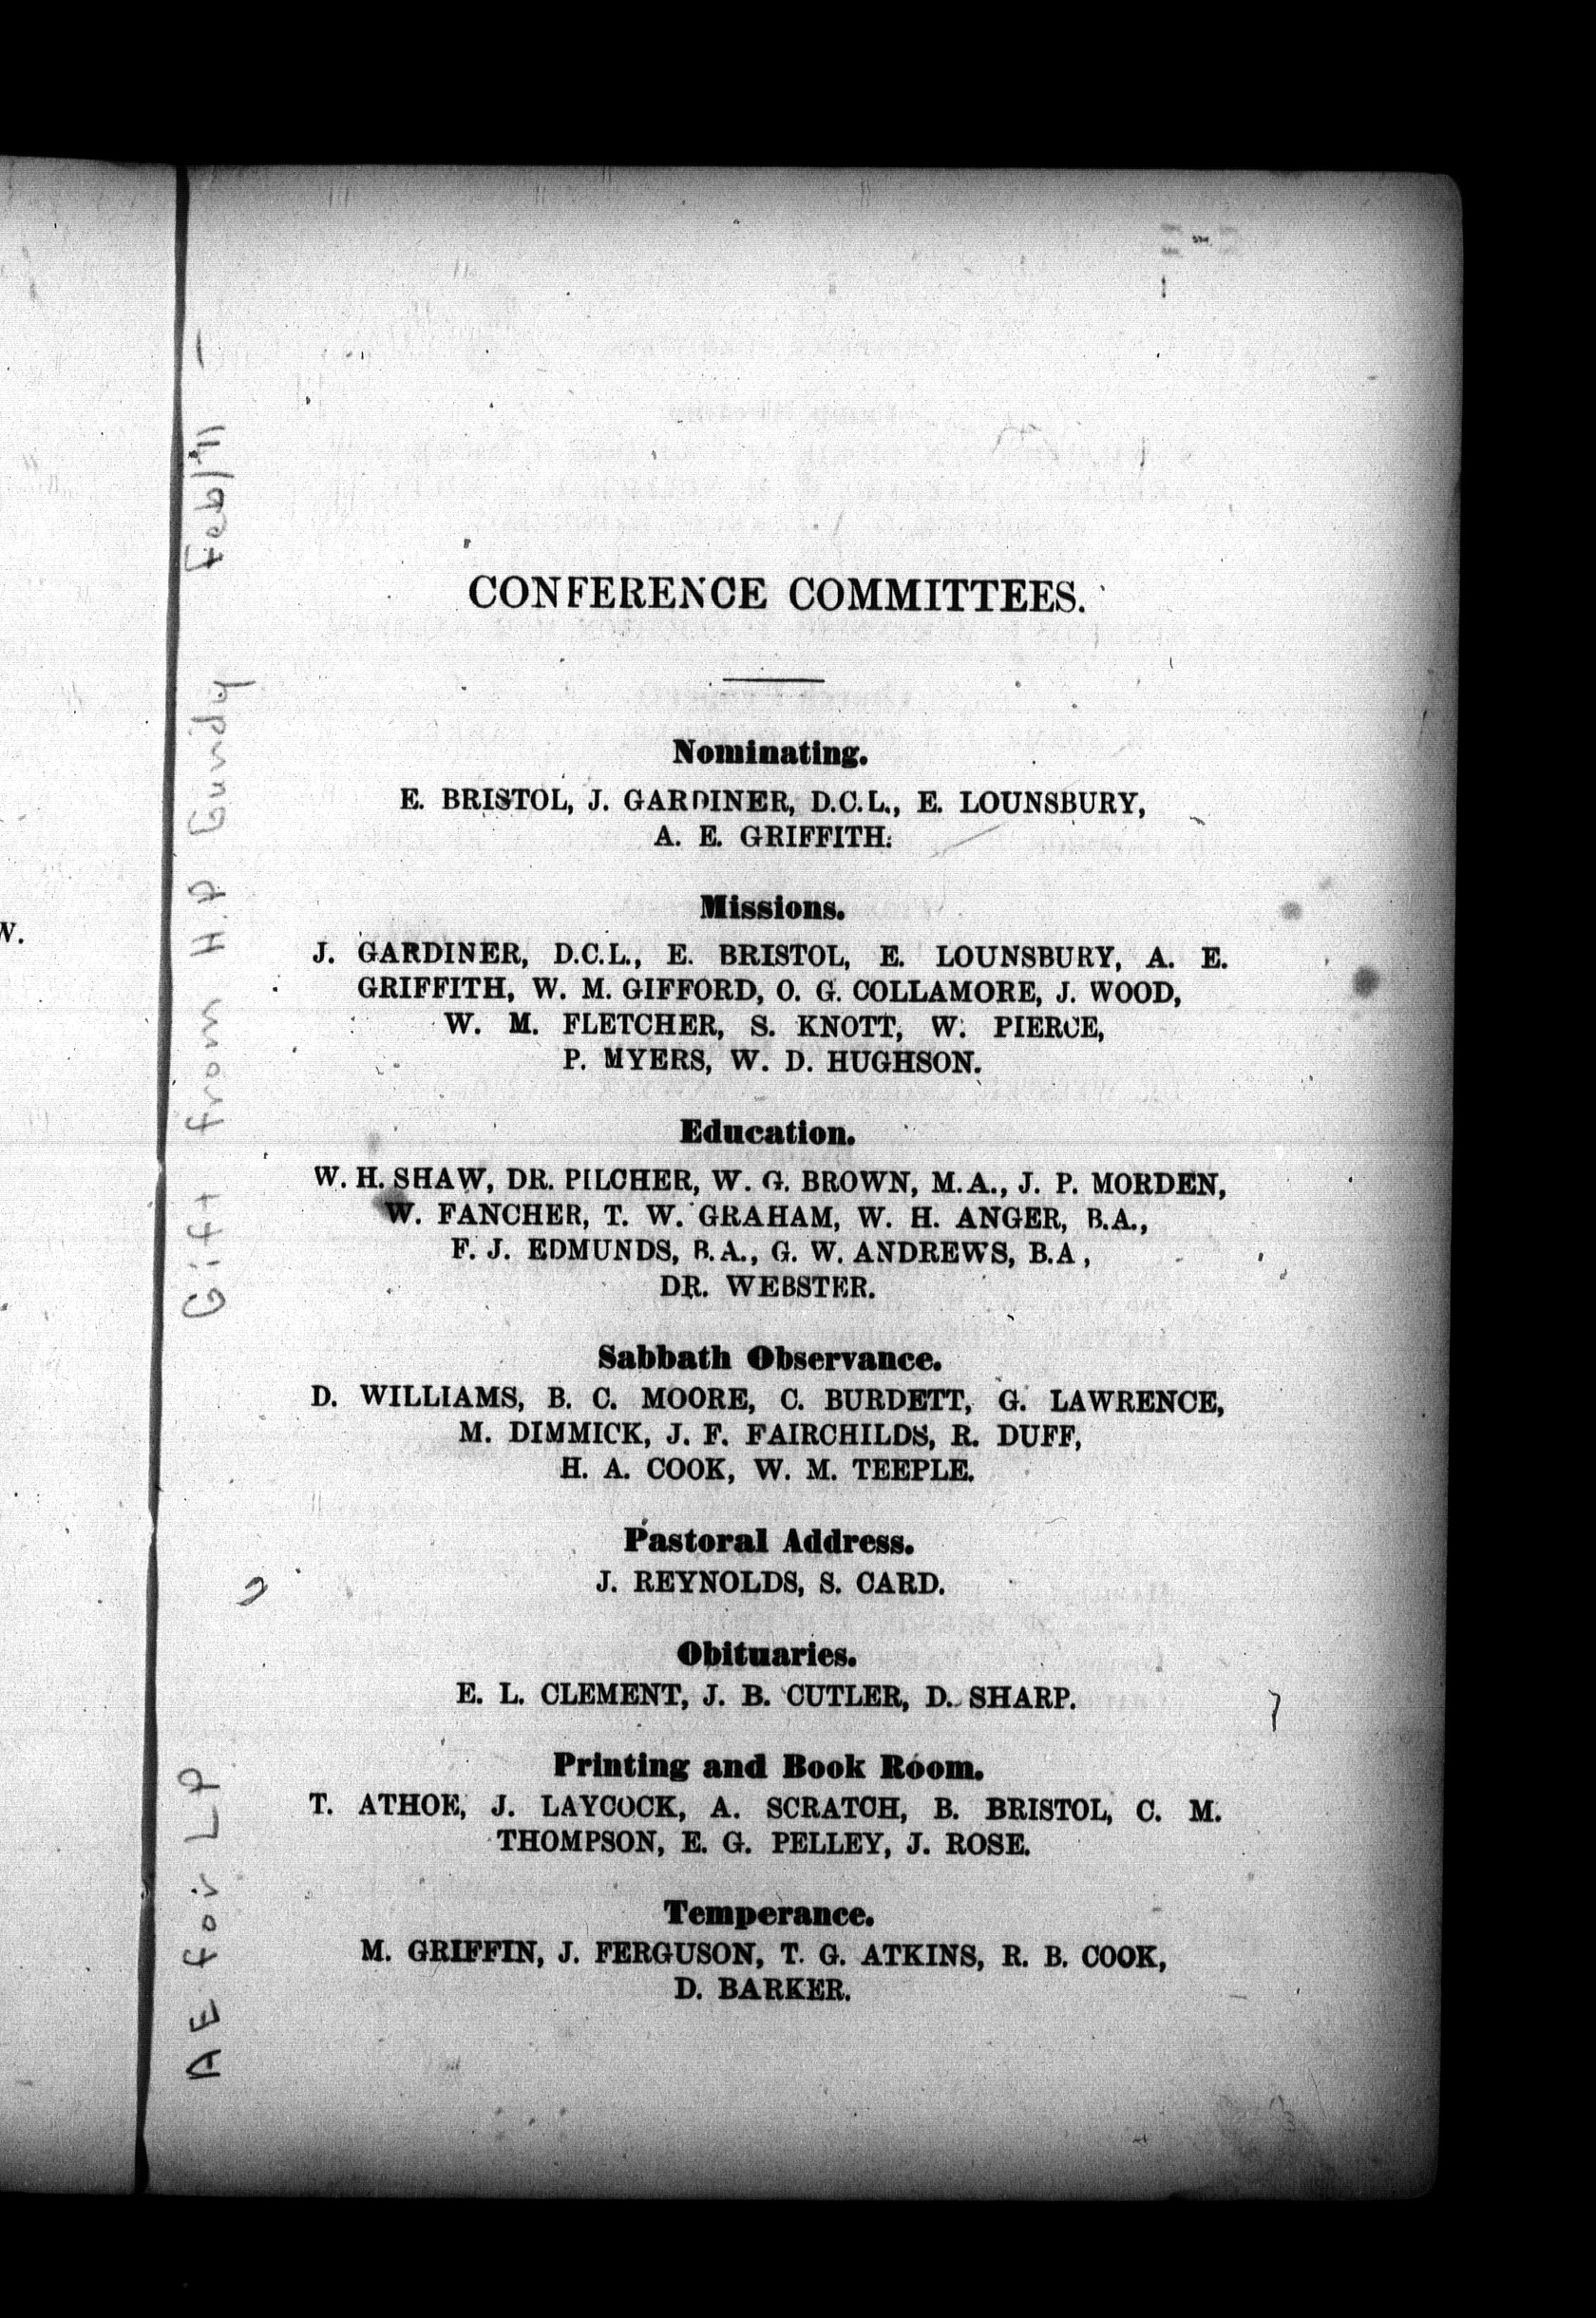 CONFERENCE COMMITTEES.
Nominating.
E. BRISTOL, J. GARDINER, D.C.L., E. LOUNSBURY,
A. E. GRIFFITH.
Missions.
J. GARDINER, D.C.L., E. BRISTOL, E. LOUNSBURY, A. E.
GRIFFITH, W. M. GIFFORD, O. G. COLLAMORE, J. WOOD,
W. M. FLETCHER, S. KNOTT, W. PIERCE,
P. MYERS, W. D. HUGHSON.
Education.
W. H. SHAW, DR. PILCHER, W. G. BROWN, M.A., J. P. MORDEN,
W. FANCHER, T. W. GRAHAM, W. H. ANGER, B.A.,
F. J. EDMUNDS, B.A., G. W. ANDREWS, B.A,
DR. WEBSTER.
Sabbath Observance.
D. WILLIAMS, B. C. MOORE, C. BURDETT, G. LAWRENCE,
M. DIMMICK, J. F. FAIRCHILDS, R. DUFF,
H. A. COOK, W. M. TEEPLE.
Pastoral Address.
J. REYNOLDS, S. CARD.
Obituaries.
E. L. CLEMENT, J. B. CUTLER, D. SHARP.
Printing and Book Room.
T. ATHOE, J. LAYCOCK, A. SCRATCH, B. BRISTOL, C. M.
THOMPSON, E. G. PELLEY, J. ROSE.
Temperance.
M. GRIFFIN, J. FERGUSON, T. G. ATKINS, R. B. COOK,
D. BARKER.
AE for LP Gift from H.P Gundy Feb/'71
W.